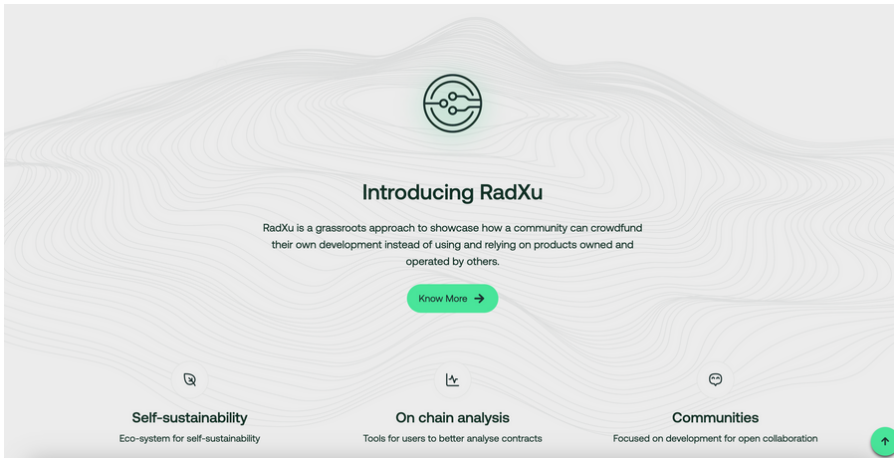 Introducing RadXu
RadXu is a grassroots approach to showcase how a community can crowdfund
their own development instead of using and relying on products owned and
operated by others.
Know More
Self-sustainability
Eco-system for self-sustainability
On chain analysis
Tools for users to better analyse contracts
Communities
Focused on development for open collaboration